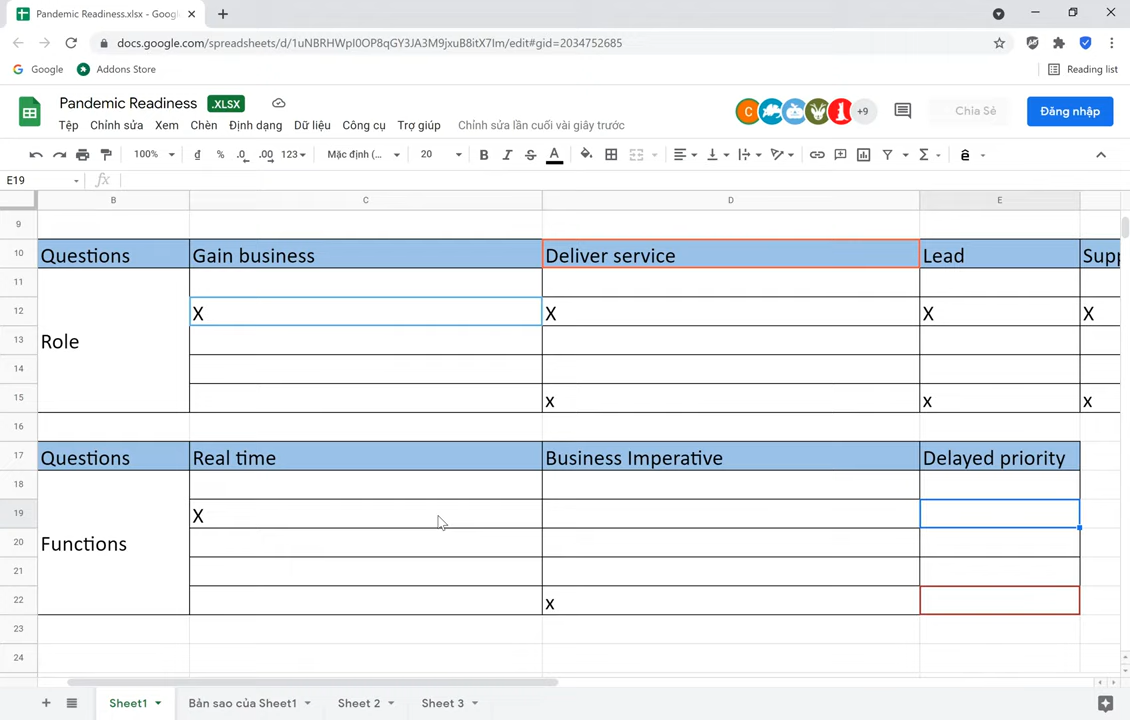 Pandemic Readiness.xlsx - Googl
docs.google.com/spreadsheets/d/1uNBRHWpI0OP8qGY3JA3M9jxuB8itX7Im/edit#gid=2034752685
Google
Addons Store
Reading list
Pandemic Readiness
.XLSX
C
+9
Chia Sẻ
Đăng nhập
Tệp
Chỉnh sửa
Xem
Chèn
Định dạng
Dữ liệu
Công cụ
Trợ giúp
Chỉnh sửa lần cuối vài giây trước
100%
đ
%
.0
.00
123
Mặc định (...
20
B
I
S
A
Σ
ê
E19
fx
B C D E
9
10 Questions Gain business Deliver service Lead Supp
11
12 X X X X
13 Role
14
15 x x x
16
17 Questions Real time Business Imperative Delayed priority
18
19 X
20 Functions
21
22 x
23
24
Sheet1
Bản sao của Sheet1
Sheet 2
Sheet 3